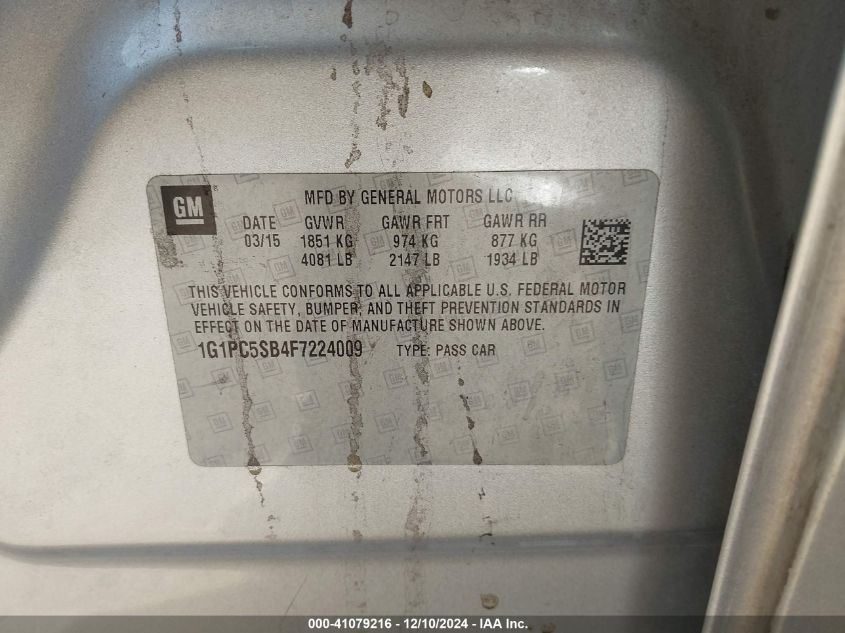 GM MFD BY GENERAL MOTORS LLC
DATE GVWR GAWR FRT GAWR RR
03/15 1851 KG 974 KG 877 KG
4081 LB 2147 LB 1934 LB
THIS VEHICLE CONFORMS TO ALL APPLICABLE U.S. FEDERAL MOTOR
VEHICLE SAFETY, BUMPER, AND THEFT PREVENTION STANDARDS IN
EFFECT ON THE DATE OF MANUFACTURE SHOWN ABOVE.
1G1PC5SB4F7224009 TYPE: PASS CAR
000-41079216 - 12/10/2024 - IAA Inc.